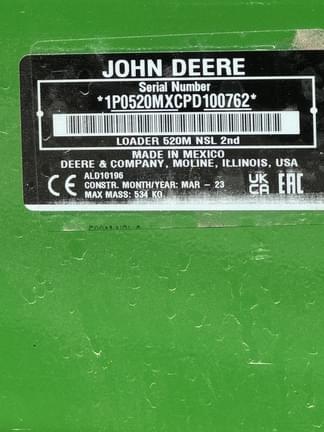 JOHN DEERE
Serial Number
*1P0520MXCPD100762*
LOADER 520M NSL 2nd
MADE IN MEXICO
DEERE & COMPANY, MOLINE, ILLINOIS, USA
ALD10196
CONSTR. MONTH/YEAR: MAR - 23
MAX MASS: 534 KG
CE UK CA EAC